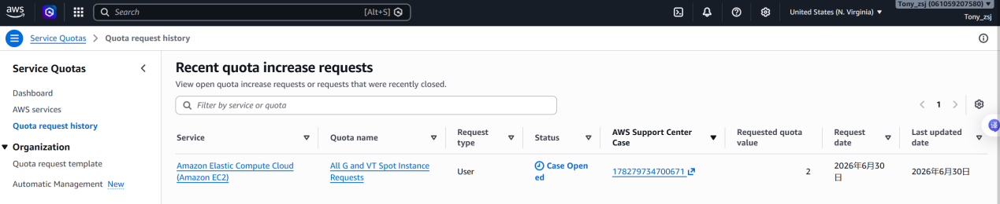 aws
Search
[Alt+S]
United States (N. Virginia) ▼
Tony_zsj (061059207580) ▼
Tony_zsj
Service Quotas
Quota request history
Service Quotas
Dashboard
AWS services
Quota request history
Organization
Quota request template
Automatic Management New
Recent quota increase requests
View open quota increase requests or requests that were recently closed.
Filter by service or quota
1
Service
Quota name
Request
type
Status
AWS Support Center
Case
Requested quota
value
Request
date
Last updated
date
Amazon Elastic Compute Cloud
(Amazon EC2)
All G and VT Spot Instance
Requests
User
Case Open
ed
178279734700671
2
2026年6月30
日
2026年6月30日
译